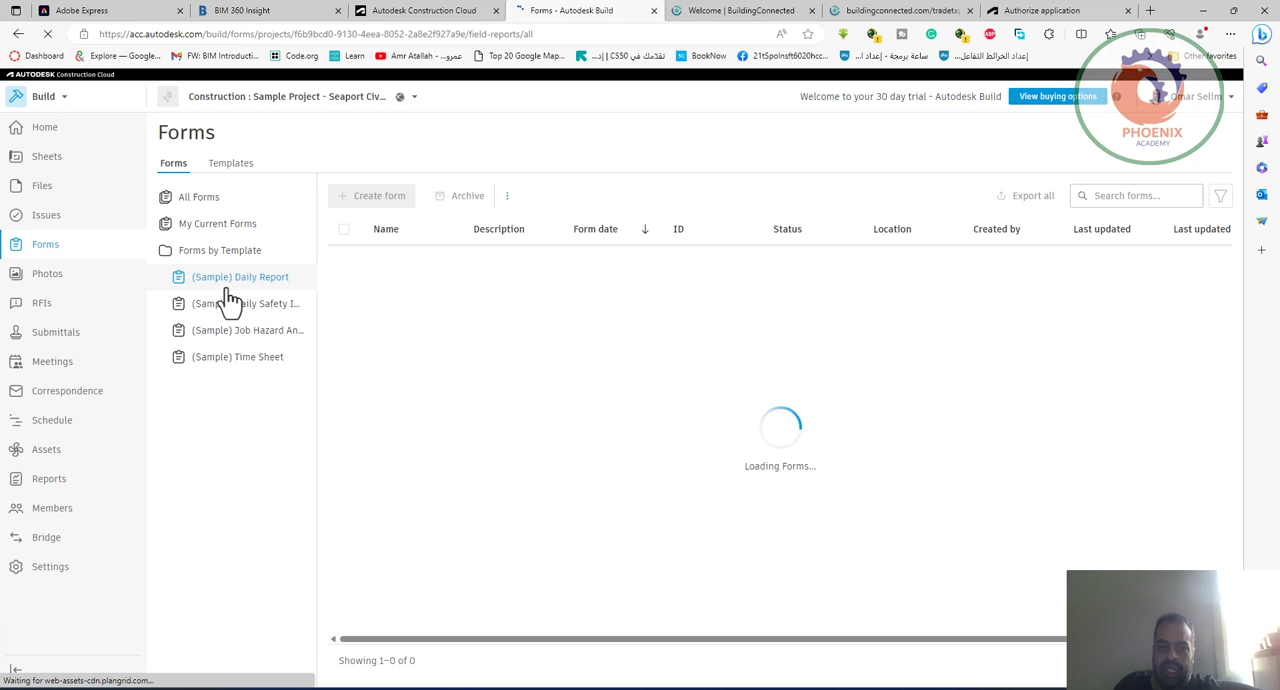 Adobe Express
BIM 360 Insight
Autodesk Construction Cloud
Forms - Autodesk Build
Welcome | BuildingConnected
buildingconnected.com/tradetap
Authorize application
https://acc.autodesk.com/build/forms/projects/f6b9bcd0-9130-4eea-8052-2a8e2f927a9e/field-reports/all
Dashboard
Explore — Google...
FW: BIM Introducti...
Code.org
Learn
Amr Atallah - عمرو...
Top 20 Google Map...
تقدّمك في CS50 | إد...
BookNow
21st
ساعة برمجة - إعداد ا...
إعداد الخرائط التفاعل...
Other favorites
AUTODESK Construction Cloud
Build
Construction : Sample Project - Seaport Civ...
Welcome to your 30 day trial - Autodesk Build
View buying options
Omar Selim
PHOENIX
ACADEMY
Home
Sheets
Files
Issues
Forms
Photos
RFIs
Submittals
Meetings
Correspondence
Schedule
Assets
Reports
Members
Bridge
Settings
Forms
Forms
Templates
All Forms
My Current Forms
Forms by Template
(Sample) Daily Report
(Samp aily Safety I...
(Sample) Job Hazard An...
(Sample) Time Sheet
+ Create form
Archive
Export all
Search forms...
Name
Description
Form date
ID
Status
Location
Created by
Last updated
Last updated
Loading Forms...
Showing 1–0 of 0
Waiting for web-assets-cdn.plangrid.com...